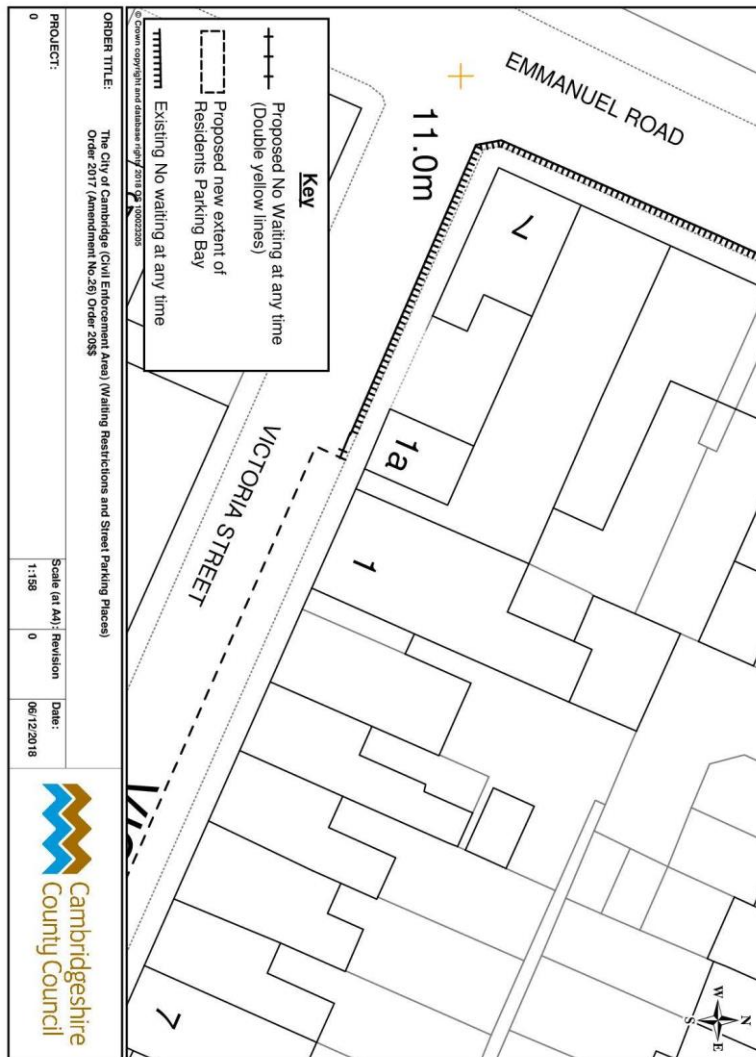 EMMANUEL ROAD
11.0m
7
1a
1
7
VICTORIA STREET
N
W
E
S
Key
Proposed No Waiting at any time
(Double yellow lines)
Proposed new extent of
Residents Parking Bay
Existing No waiting at any time
© Crown copyright and database rights 2018 OS 100023205
ORDER TITLE:
The City of Cambridge (Civil Enforcement Area) (Waiting Restrictions and Street Parking Places)
Order 2017 (Amendment No.26) Order 20$$
PROJECT:
0
Scale (at A4):
1:158
Revision
0
Date:
06/12/2018
Cambridgeshire
County Council